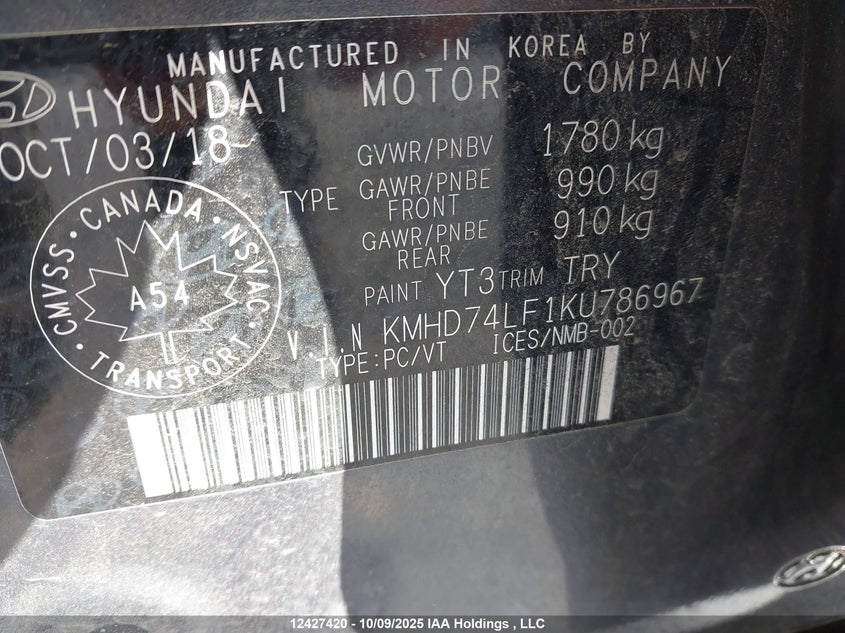 MANUFACTURED IN KOREA BY
HYUNDAI MOTOR COMPANY
OCT/03/18
GVWR/PNBV 1780 kg
TYPE GAWR/PNBE FRONT 990 kg
GAWR/PNBE REAR 910 kg
PAINT YT3 TRIM TRY
V.I.N KMHD74LF1KU786967
TYPE:PC/VT ICES/NMB-002
CMVSS · CANADA · NSVAC · TRANSPORT
A54
12427420 - 10/09/2025 IAA Holdings , LLC